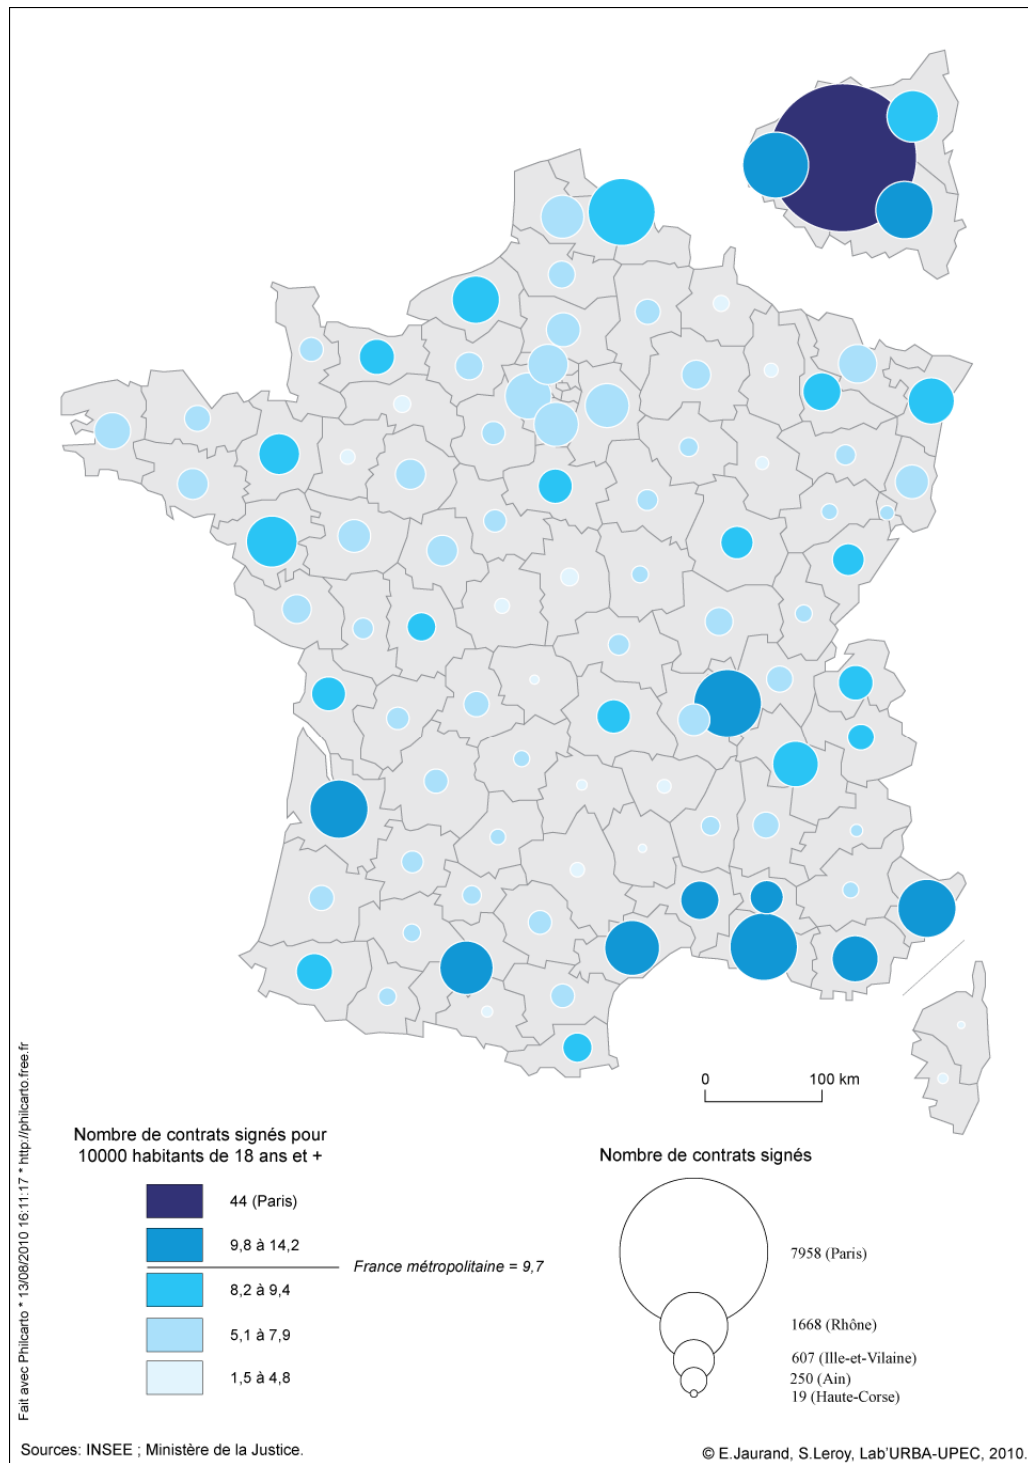 0
100 km
Nombre de contrats signés pour
10000 habitants de 18 ans et +
44 (Paris)
9,8 à 14,2
France métropolitaine = 9,7
8,2 à 9,4
5,1 à 7,9
1,5 à 4,8
Nombre de contrats signés
7958 (Paris)
1668 (Rhône)
607 (Ille-et-Vilaine)
250 (Ain)
19 (Haute-Corse)
Fait avec Philcarto * 13/08/2010 16:11:17 * http://philcarto.free.fr
Sources: INSEE ; Ministère de la Justice.
© E.Jaurand, S.Leroy, Lab'URBA-UPEC, 2010.